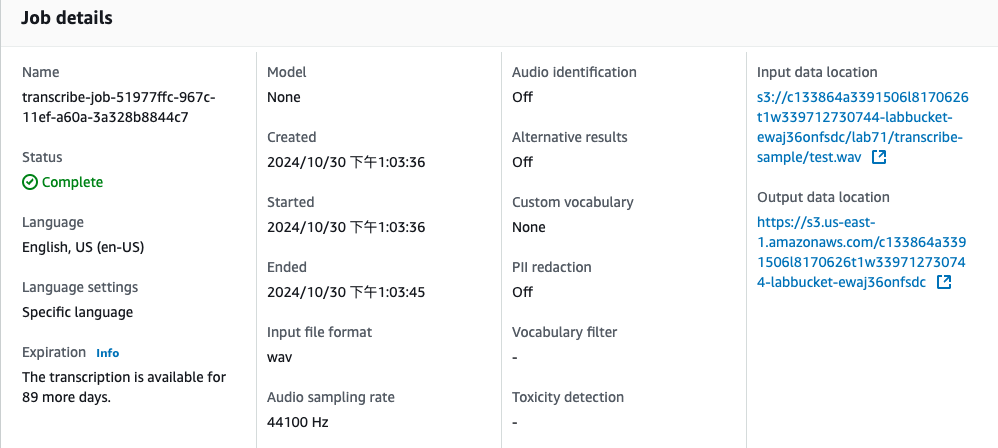 Job details
Name
transcribe-job-51977ffc-967c-
11ef-a60a-3a328b8844c7
Status
Complete
Language
English, US (en-US)
Language settings
Specific language
Expiration Info
The transcription is available for
89 more days.
Model
None
Created
2024/10/30 下午1:03:36
Started
2024/10/30 下午1:03:36
Ended
2024/10/30 下午1:03:45
Input file format
wav
Audio sampling rate
44100 Hz
Audio identification
Off
Alternative results
Off
Custom vocabulary
None
PII redaction
Off
Vocabulary filter
-
Toxicity detection
-
Input data location
s3://c133864a3391506l8170626
t1w339712730744-labbucket-
ewaj36onfsdc/lab71/transcribe-
sample/test.wav
Output data location
https://s3.us-east-
1.amazonaws.com/c133864a339
1506l8170626t1w33971273074
4-labbucket-ewaj36onfsdc